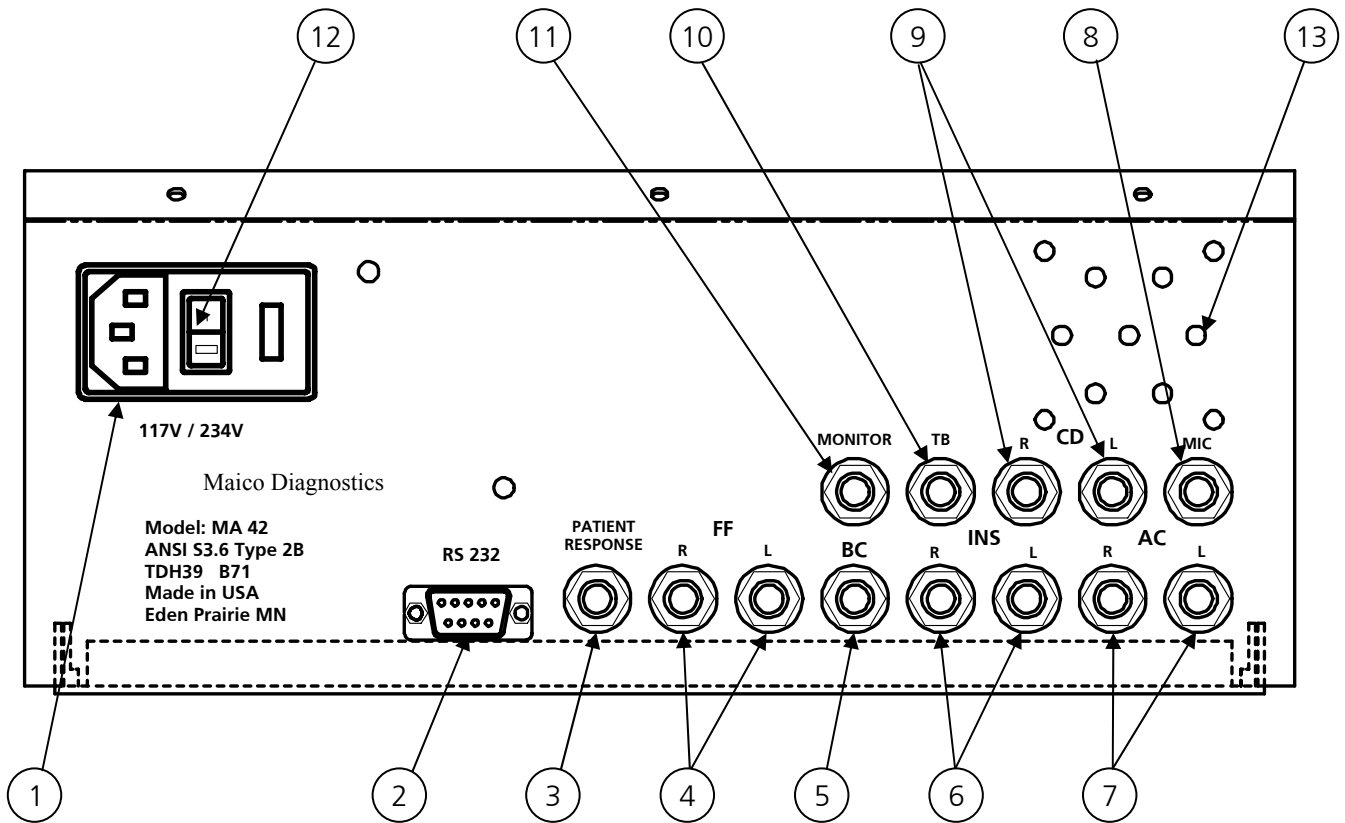 12 11 10 9 8 13
117V / 234V
MONITOR TB R CD L MIC
Maico Diagnostics
Model: MA 42
ANSI S3.6 Type 2B
TDH39 B71
Made in USA
Eden Prairie MN
RS 232
PATIENT
RESPONSE
FF
R L
BC
INS
R L
AC
R L
1 2 3 4 5 6 7